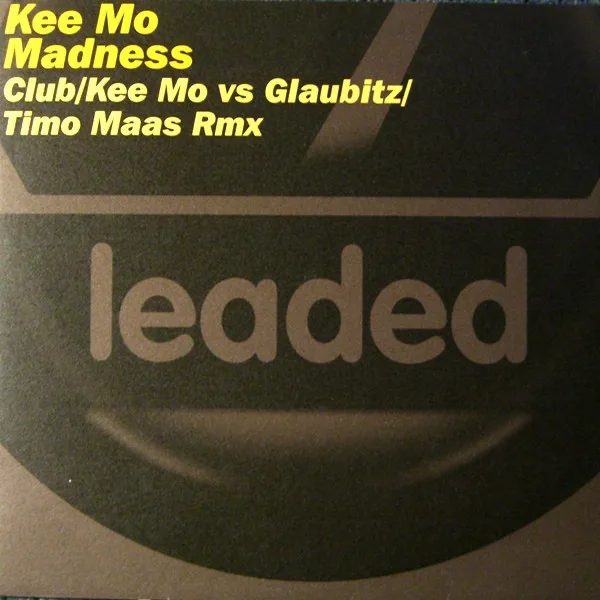 Kee Mo
Madness
Club/Kee Mo vs Glaubitz/
Timo Maas Rmx
leaded